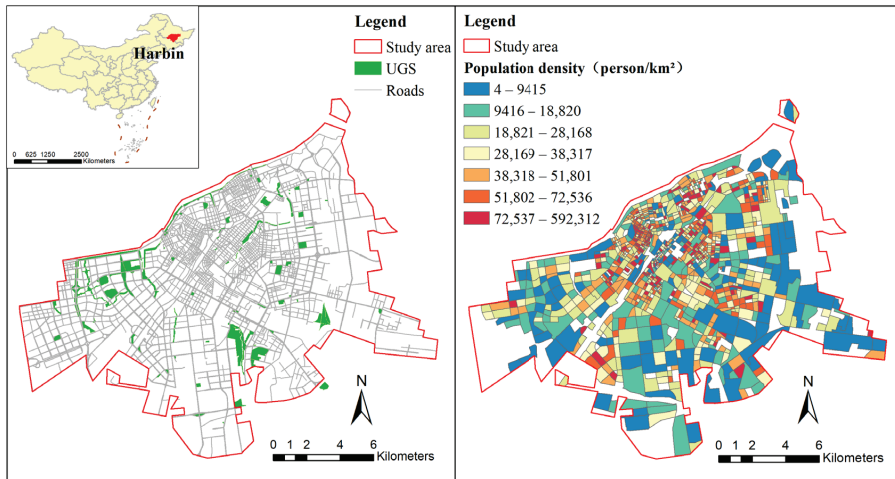 Harbin
0 625 1250 2500
Kilometers
Legend
Study area
UGS
Roads
N
0 1 2 4 6
Kilometers
Legend
Study area
Population density（person/km²）
4 – 9415
9416 – 18,820
18,821 – 28,168
28,169 – 38,317
38,318 – 51,801
51,802 – 72,536
72,537 – 592,312
N
0 1 2 4 6
Kilometers